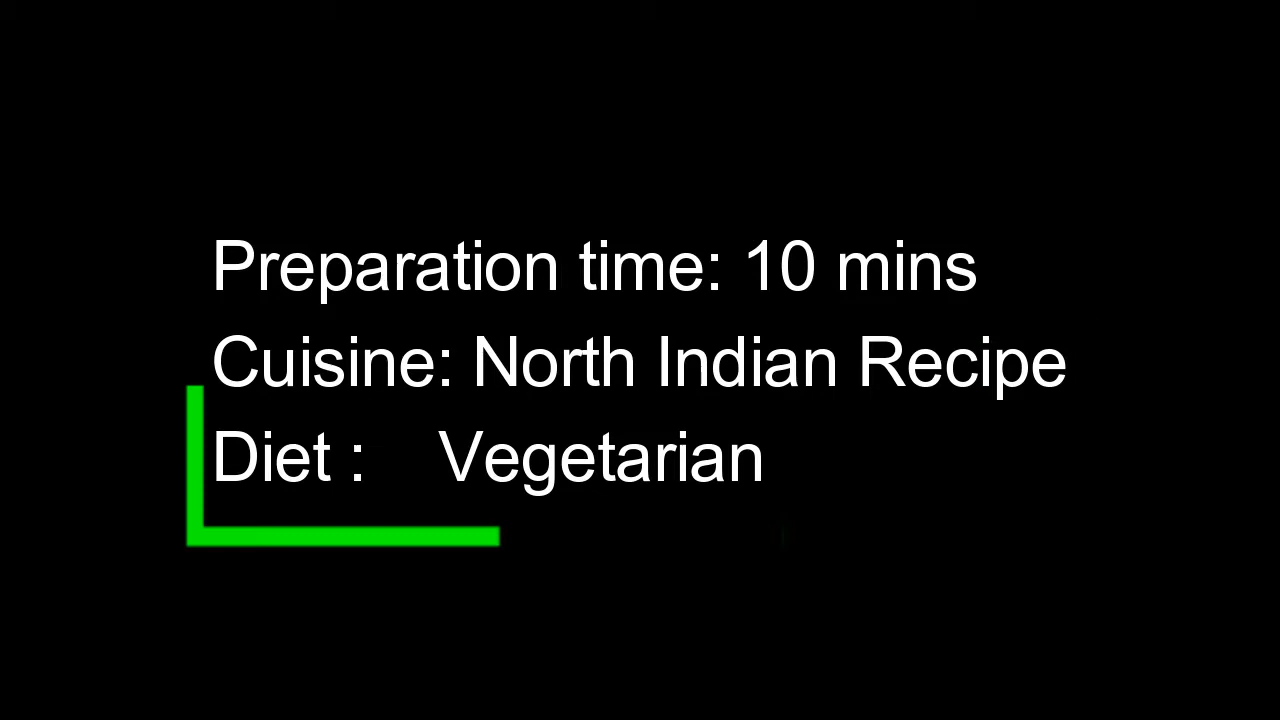 Preparation time: 10 mins
Cuisine: North Indian Recipe
Diet :    Vegetarian